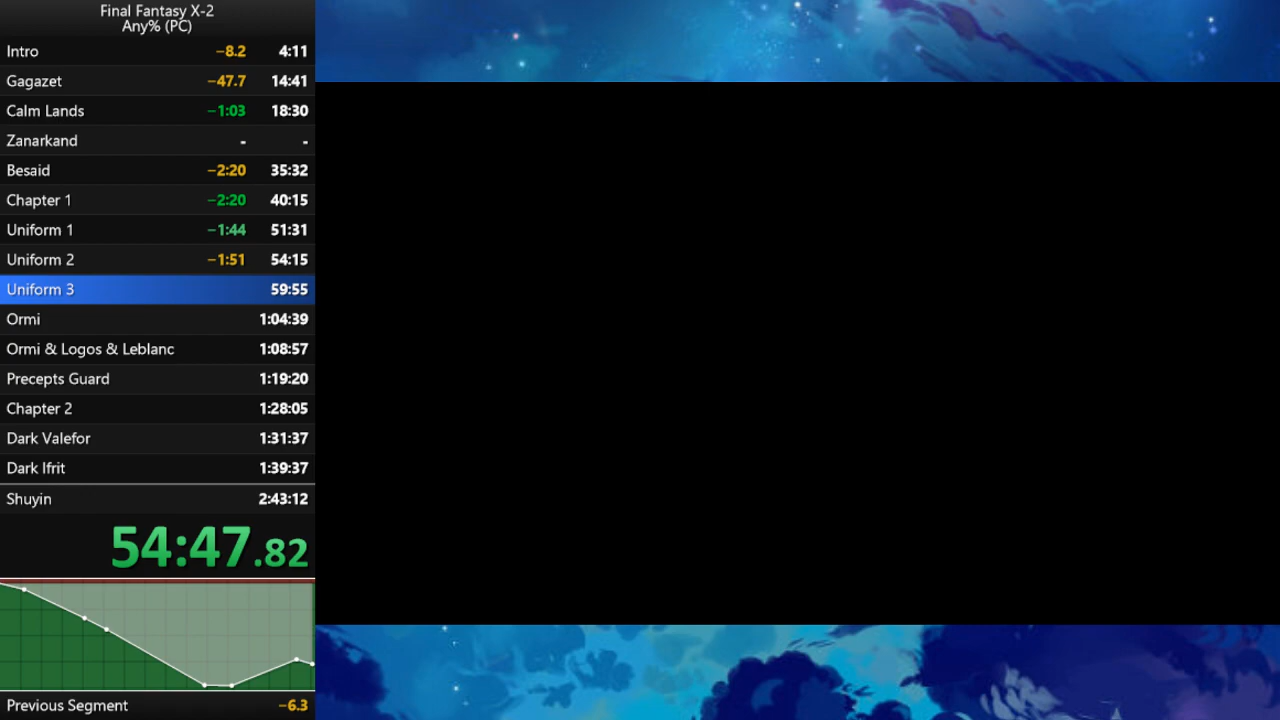 Final Fantasy X-2
Any% (PC)
Intro −8.2 4:11
Gagazet −47.7 14:41
Calm Lands −1:03 18:30
Zanarkand - -
Besaid −2:20 35:32
Chapter 1 −2:20 40:15
Uniform 1 −1:44 51:31
Uniform 2 −1:51 54:15
Uniform 3 59:55
Ormi 1:04:39
Ormi & Logos & Leblanc 1:08:57
Precepts Guard 1:19:20
Chapter 2 1:28:05
Dark Valefor 1:31:37
Dark Ifrit 1:39:37
Shuyin 2:43:12
54:47.82
Previous Segment −6.3